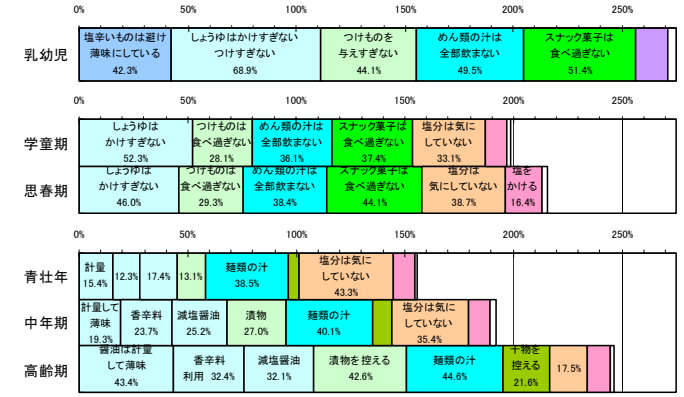 0% 50% 100% 150% 200% 250%
乳幼児
塩辛いものは避け
薄味にしている
42.3%
しょうゆはかけすぎない
つけすぎない
68.9%
つけものを
与えすぎない
44.1%
めん類の汁は
全部飲まない
49.5%
スナック菓子は
食べ過ぎない
51.4%
0% 50% 100% 150% 200% 250%
学童期
しょうゆは
かけすぎない
52.3%
つけものは
食べ過ぎない
28.1%
めん類の汁は
全部飲まない
36.1%
スナック菓子は
食べ過ぎない
37.4%
塩分は気に
していない
33.1%
思春期
しょうゆは
かけすぎない
46.0%
つけものは
食べ過ぎない
29.3%
めん類の汁は
全部飲まない
38.4%
スナック菓子は
食べ過ぎない
44.1%
塩分は
気にしていない
38.7%
塩を
かける
16.4%
0% 50% 100% 150% 200% 250%
青壮年
計量
15.4%
12.3%
17.4%
13.1%
麺類の汁
38.5%
塩分は気に
していない
43.3%
中年期
計量して
薄味
19.3%
香辛料
23.7%
減塩醤油
25.2%
漬物
27.0%
麺類の汁
40.1%
塩分は気に
していない
35.4%
高齢期
醤油は計量
して薄味
43.4%
香辛料
利用 32.4%
減塩醤油
32.1%
漬物を控える
42.6%
麺類の汁
44.6%
干物を
控える
21.6%
17.5%